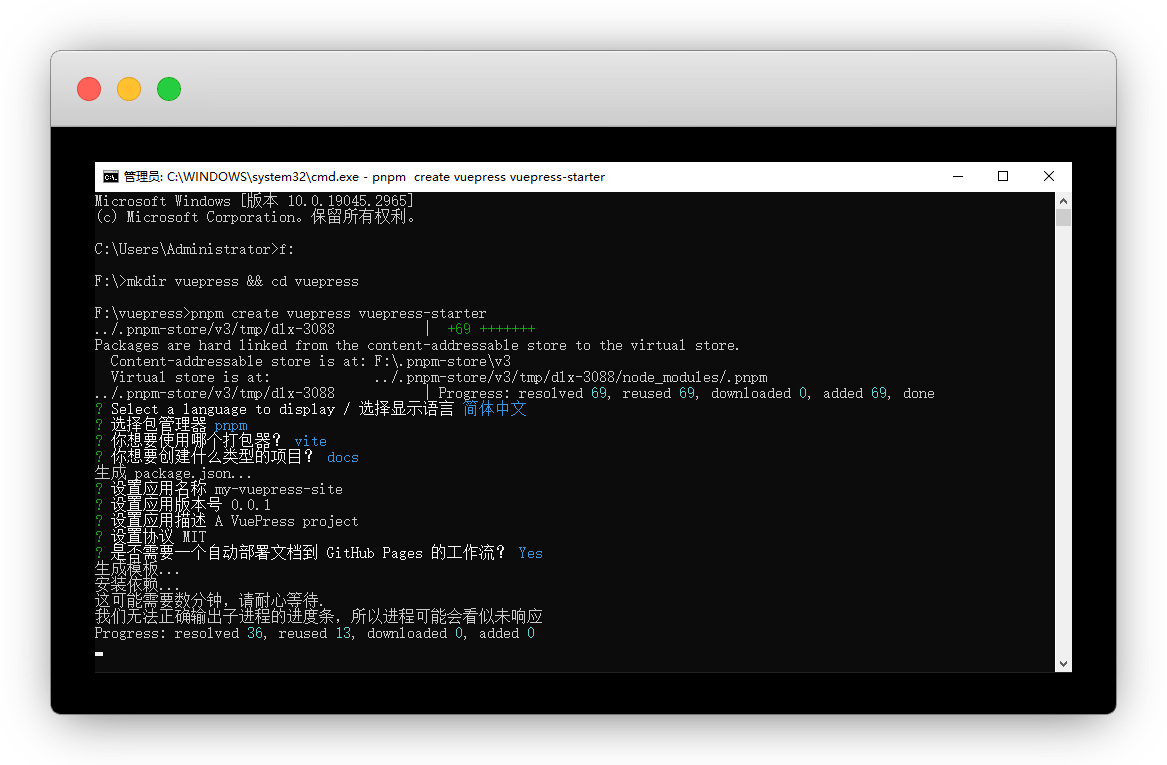 管理员: C:\WINDOWS\system32\cmd.exe - pnpm  create vuepress vuepress-starter
Microsoft Windows [版本 10.0.19045.2965]
(c) Microsoft Corporation。保留所有权利。
C:\Users\Administrator>f:
F:\>mkdir vuepress && cd vuepress
F:\vuepress>pnpm create vuepress vuepress-starter
../.pnpm-store/v3/tmp/dlx-3088            |  +69 +++++++
Packages are hard linked from the content-addressable store to the virtual store.
  Content-addressable store is at: F:\.pnpm-store\v3
  Virtual store is at:             ../.pnpm-store/v3/tmp/dlx-3088/node_modules/.pnpm
../.pnpm-store/v3/tmp/dlx-3088            | Progress: resolved 69, reused 69, downloaded 0, added 69, done
? Select a language to display / 选择显示语言 简体中文
? 选择包管理器 pnpm
? 你想要使用哪个打包器? vite
? 你想要创建什么类型的项目? docs
生成 package.json...
? 设置应用名称 my-vuepress-site
? 设置应用版本号 0.0.1
? 设置应用描述 A VuePress project
? 设置协议 MIT
? 是否需要一个自动部署文档到 GitHub Pages 的工作流? Yes
生成模板...
安装依赖...
这可能需要数分钟, 请耐心等待.
我们无法正确输出子进程的进度条, 所以进程可能会看似未响应
Progress: resolved 36, reused 13, downloaded 0, added 0